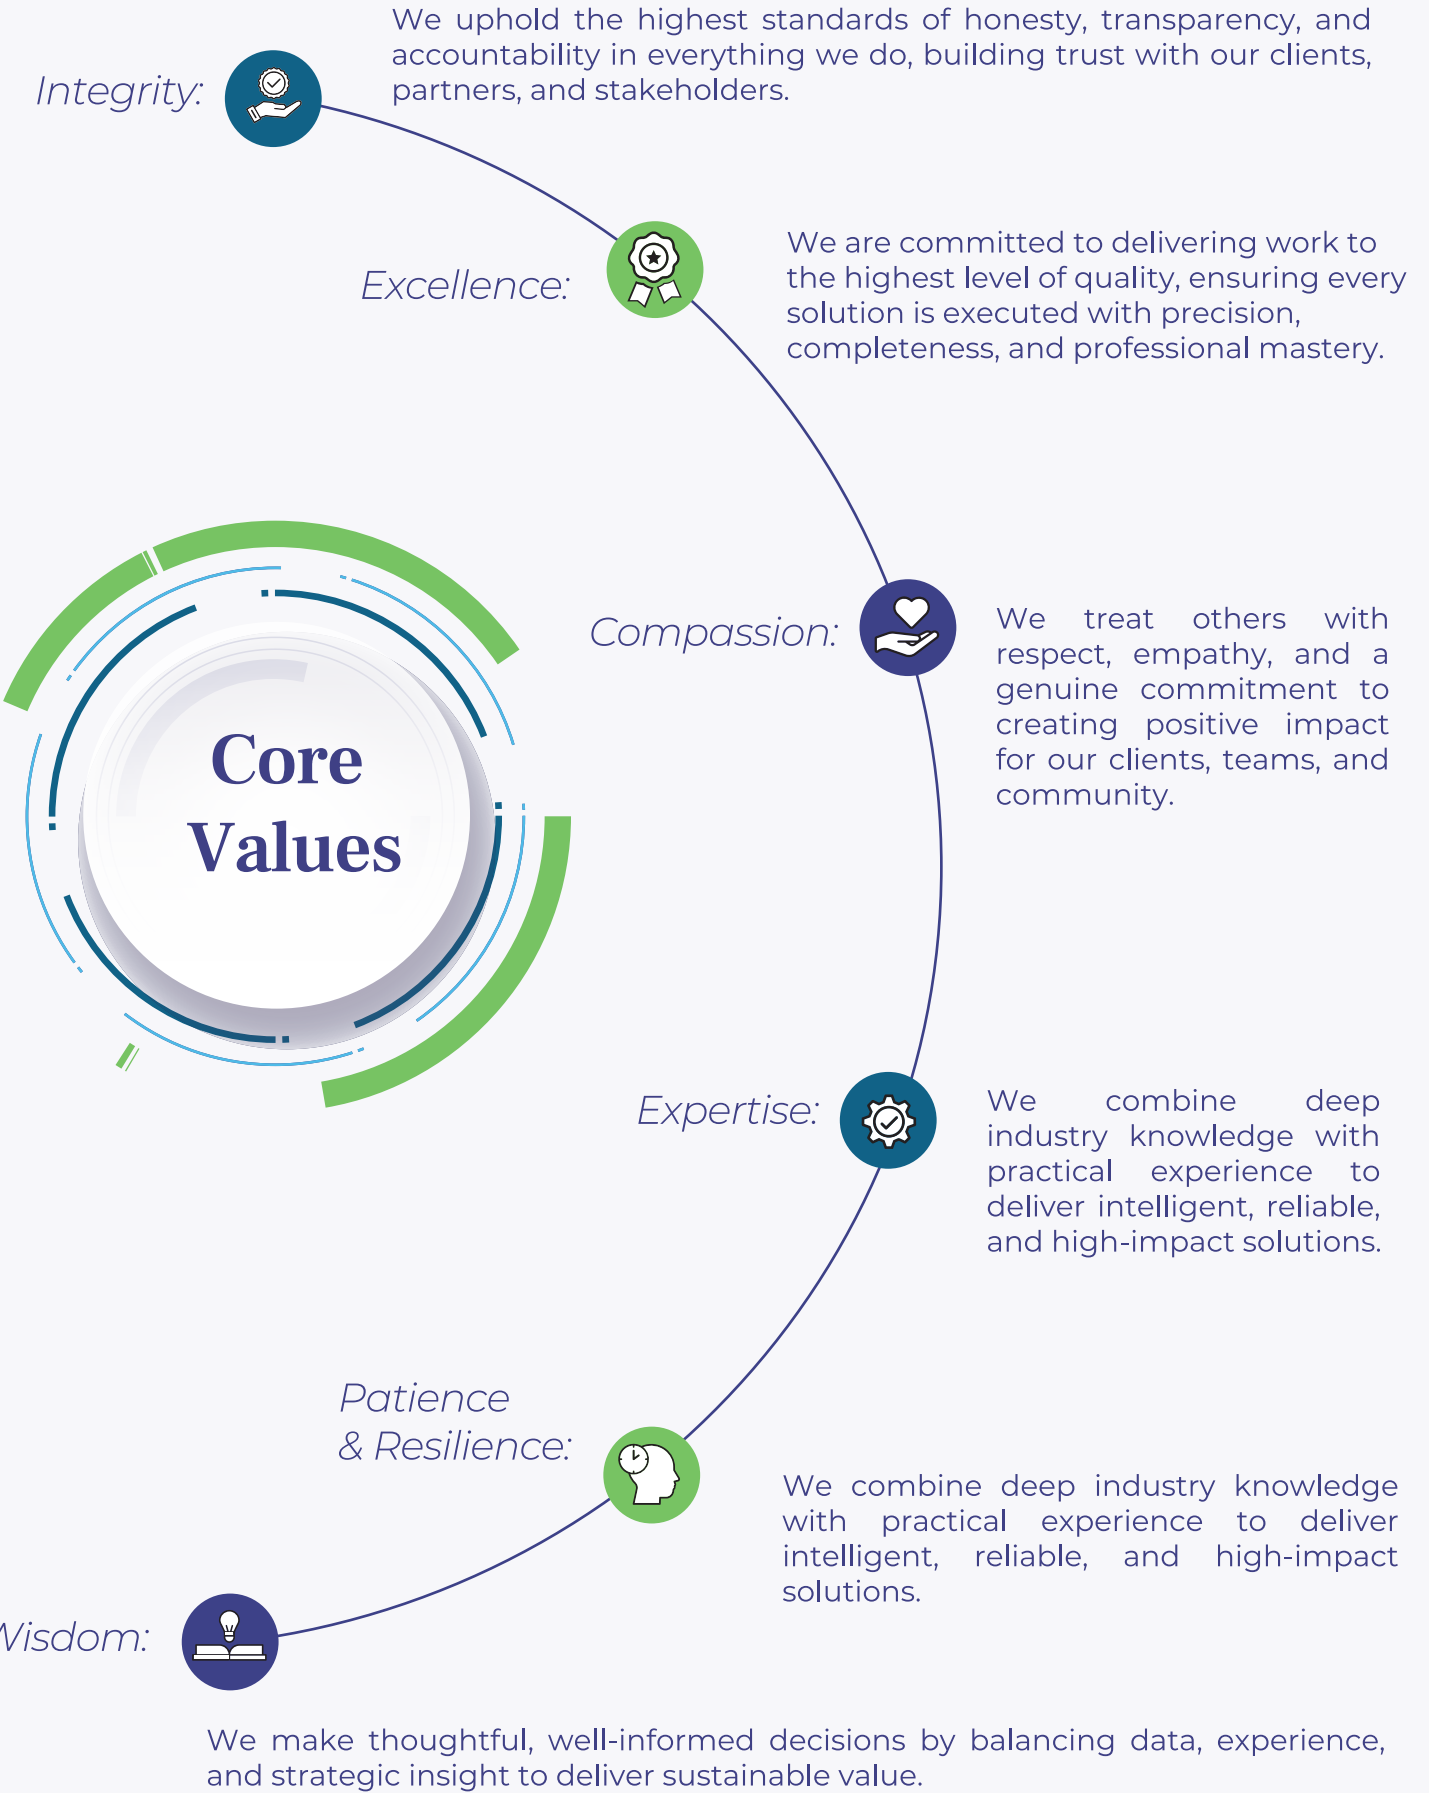 We uphold the highest standards of honesty, transparency, and
accountability in everything we do, building trust with our clients,
partners, and stakeholders.
Integrity:
Excellence:
We are committed to delivering work to
the highest level of quality, ensuring every
solution is executed with precision,
completeness, and professional mastery.
Compassion:
We treat others with
respect, empathy, and a
genuine commitment to
creating positive impact
for our clients, teams, and
community.
Core
Values
Expertise:
We combine deep
industry knowledge with
practical experience to
deliver intelligent, reliable,
and high-impact solutions.
Patience
& Resilience:
We combine deep industry knowledge
with practical experience to deliver
intelligent, reliable, and high-impact
solutions.
Wisdom:
We make thoughtful, well-informed decisions by balancing data, experience,
and strategic insight to deliver sustainable value.